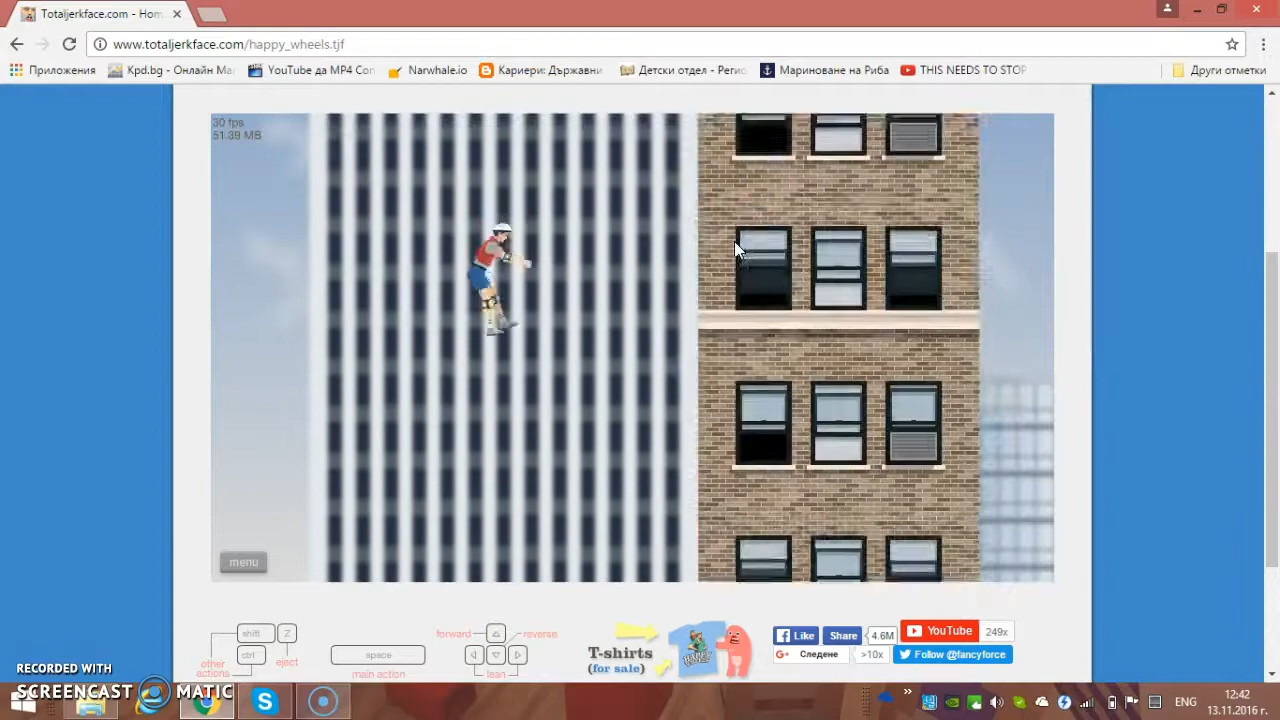 Totaljerkface.com - Hom
www.totaljerkface.com/happy_wheels.tjf
Приложения
Kpd.bg - Онлайн Ма
YouTube да MP4 Con
Narwhale.io
Кариери: Държавни
Детски отдел - Регио
Мариноване на Риба
THIS NEEDS TO STOP
Други отметки
30 fps
51.39 MB
menu
shift
Z
ctrl
eject
other
actions
space
main action
forward
reverse
lean
T-shirts
(for sale)
Like
Share
4.6M
YouTube
249x
G+ Следене
>10x
Follow @fancyforce
RECORDED WITH
SCREENCAST MATIC
ЕНГ
12:42
13.11.2016 г.